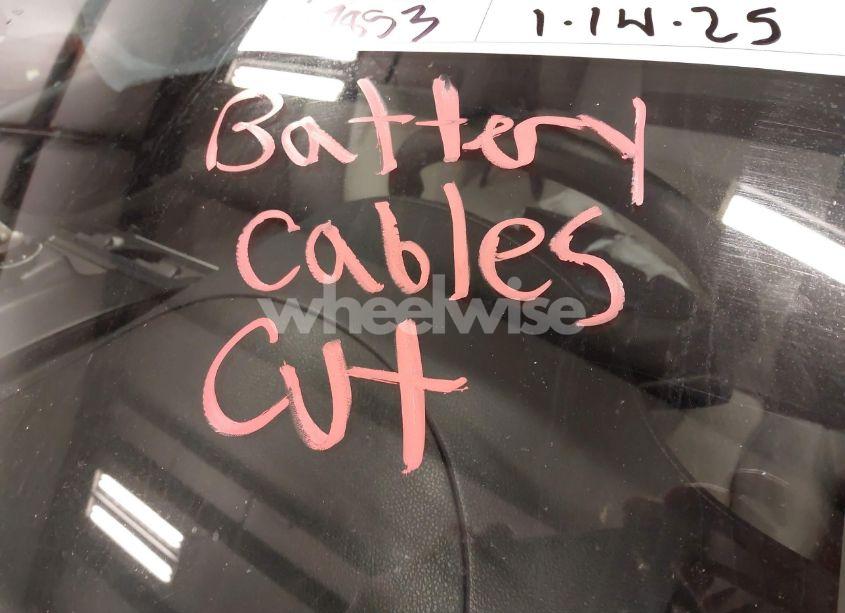 1.14.25
Battery
Cables
Cut
wheelwise